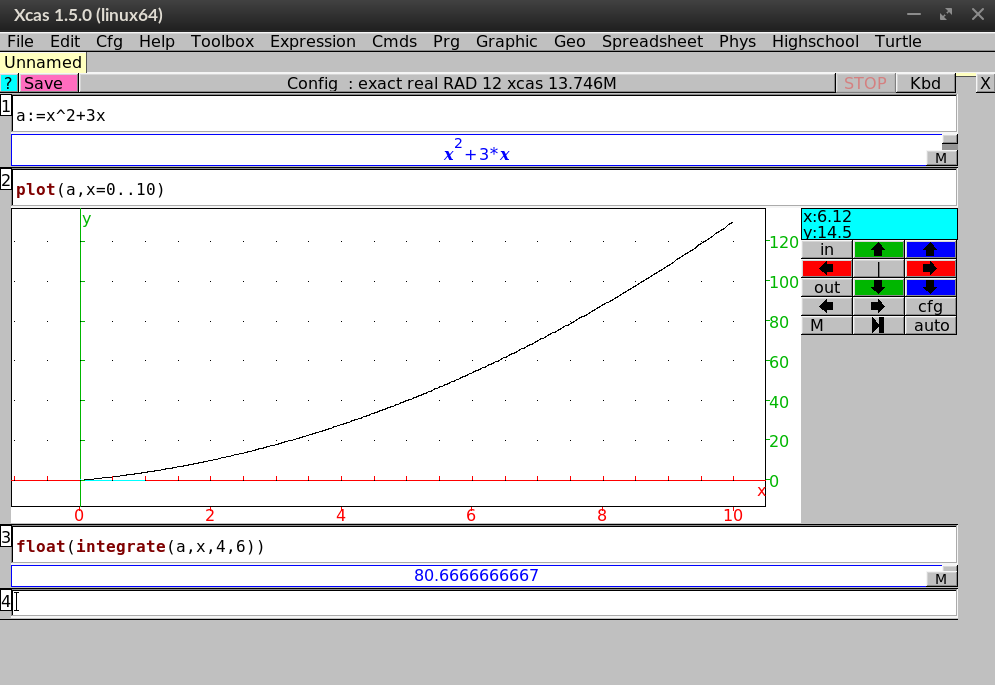 Xcas 1.5.0 (linux64)
File Edit Cfg Help Toolbox Expression Cmds Prg Graphic Geo Spreadsheet Phys Highschool Turtle
Unnamed
? Save Config : exact real RAD 12 xcas 13.746M STOP Kbd X
1
a:=x^2+3x
x²+3*x
M
2
plot(a,x=0..10)
y
x:6.12
y:14.5
in
|
out
cfg
M
auto
120
100
80
60
40
20
0
x
0 2 4 6 8 10
3
float(integrate(a,x,4,6))
80.6666666667
M
4